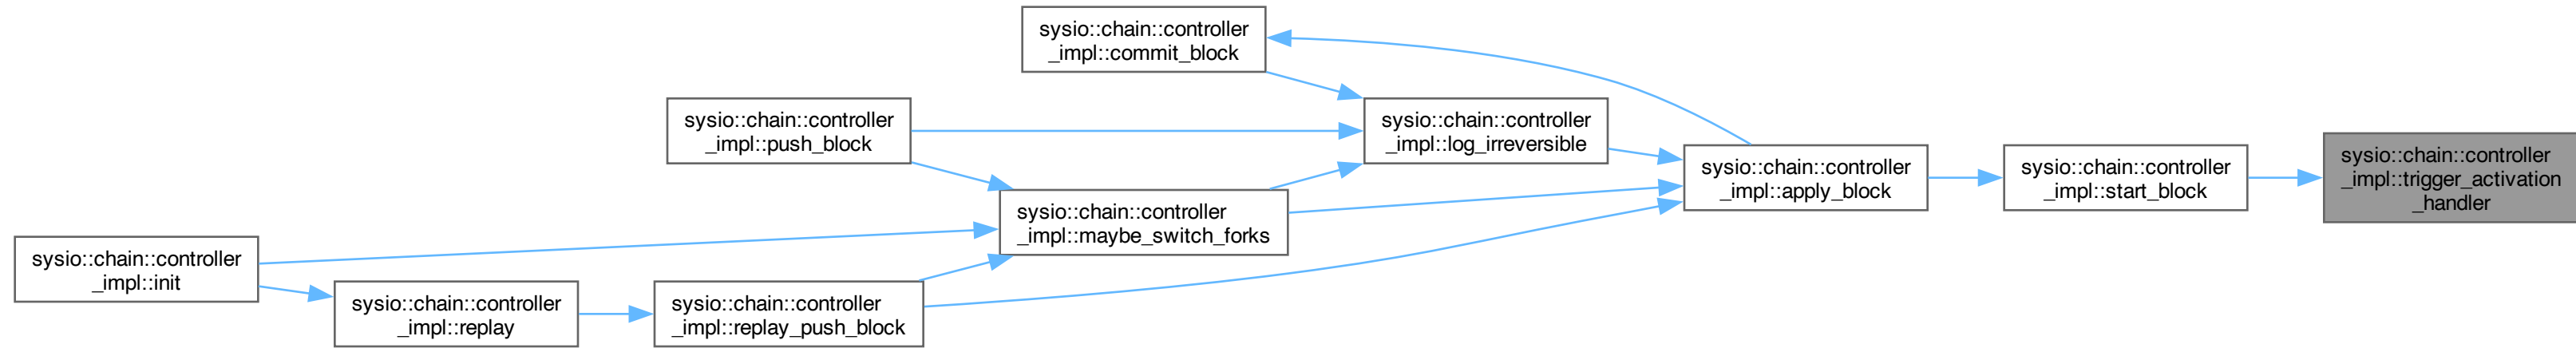 sysio::chain::controller
_impl::commit_block
sysio::chain::controller
_impl::push_block
sysio::chain::controller
_impl::log_irreversible
sysio::chain::controller
_impl::apply_block
sysio::chain::controller
_impl::start_block
sysio::chain::controller
_impl::trigger_activation
_handler
sysio::chain::controller
_impl::maybe_switch_forks
sysio::chain::controller
_impl::init
sysio::chain::controller
_impl::replay
sysio::chain::controller
_impl::replay_push_block